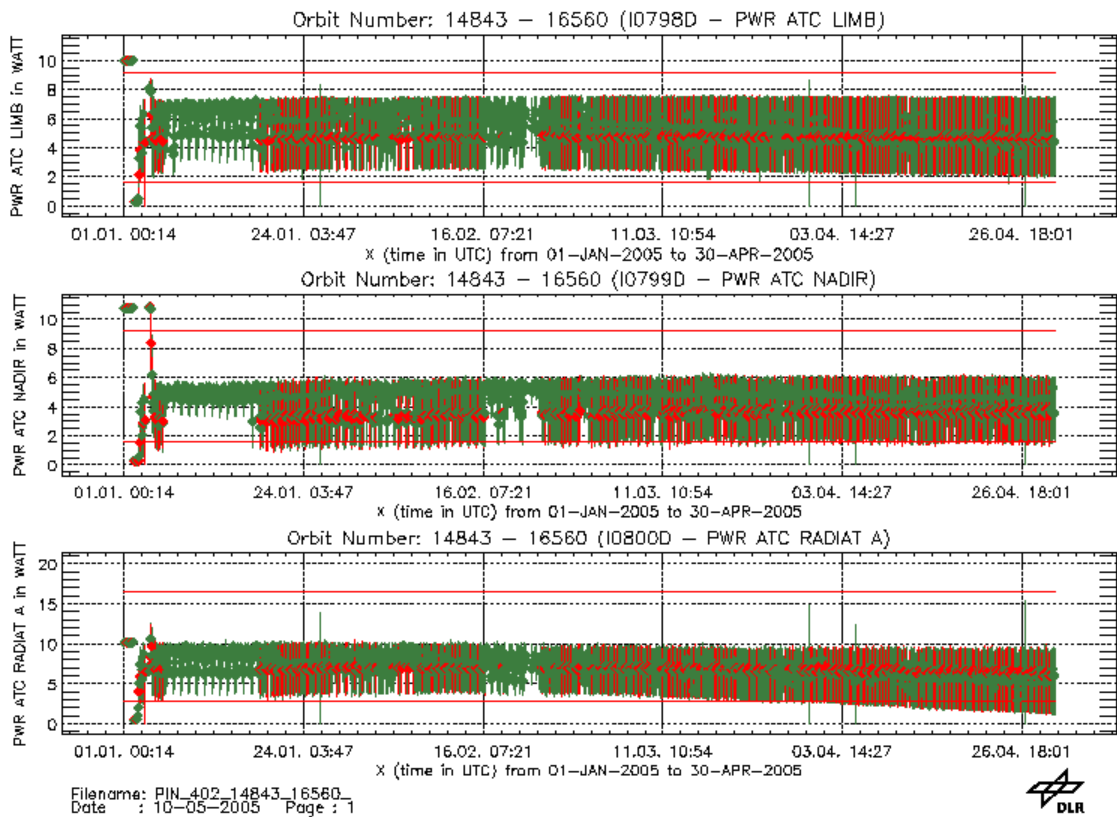 Orbit Number: 14843 – 16560 (I0798D – PWR ATC LIMB)
PWR ATC LIMB in WATT
10
8
6
4
2
0
01.01. 00:14 24.01. 03:47 16.02. 07:21 11.03. 10:54 03.04. 14:27 26.04. 18:01
X (time in UTC) from 01–JAN–2005 to 30–APR–2005
Orbit Number: 14843 – 16560 (I0799D – PWR ATC NADIR)
PWR ATC NADIR in WATT
10
8
6
4
2
0
01.01. 00:14 24.01. 03:47 16.02. 07:21 11.03. 10:54 03.04. 14:27 26.04. 18:01
X (time in UTC) from 01–JAN–2005 to 30–APR–2005
Orbit Number: 14843 – 16560 (I0800D – PWR ATC RADIAT A)
PWR ATC RADIAT A in WATT
20
15
10
5
0
01.01. 00:14 24.01. 03:47 16.02. 07:21 11.03. 10:54 03.04. 14:27 26.04. 18:01
X (time in UTC) from 01–JAN–2005 to 30–APR–2005
Filename: PIN_402_14843_16560_
Date : 10–05–2005 Page : 1
DLR